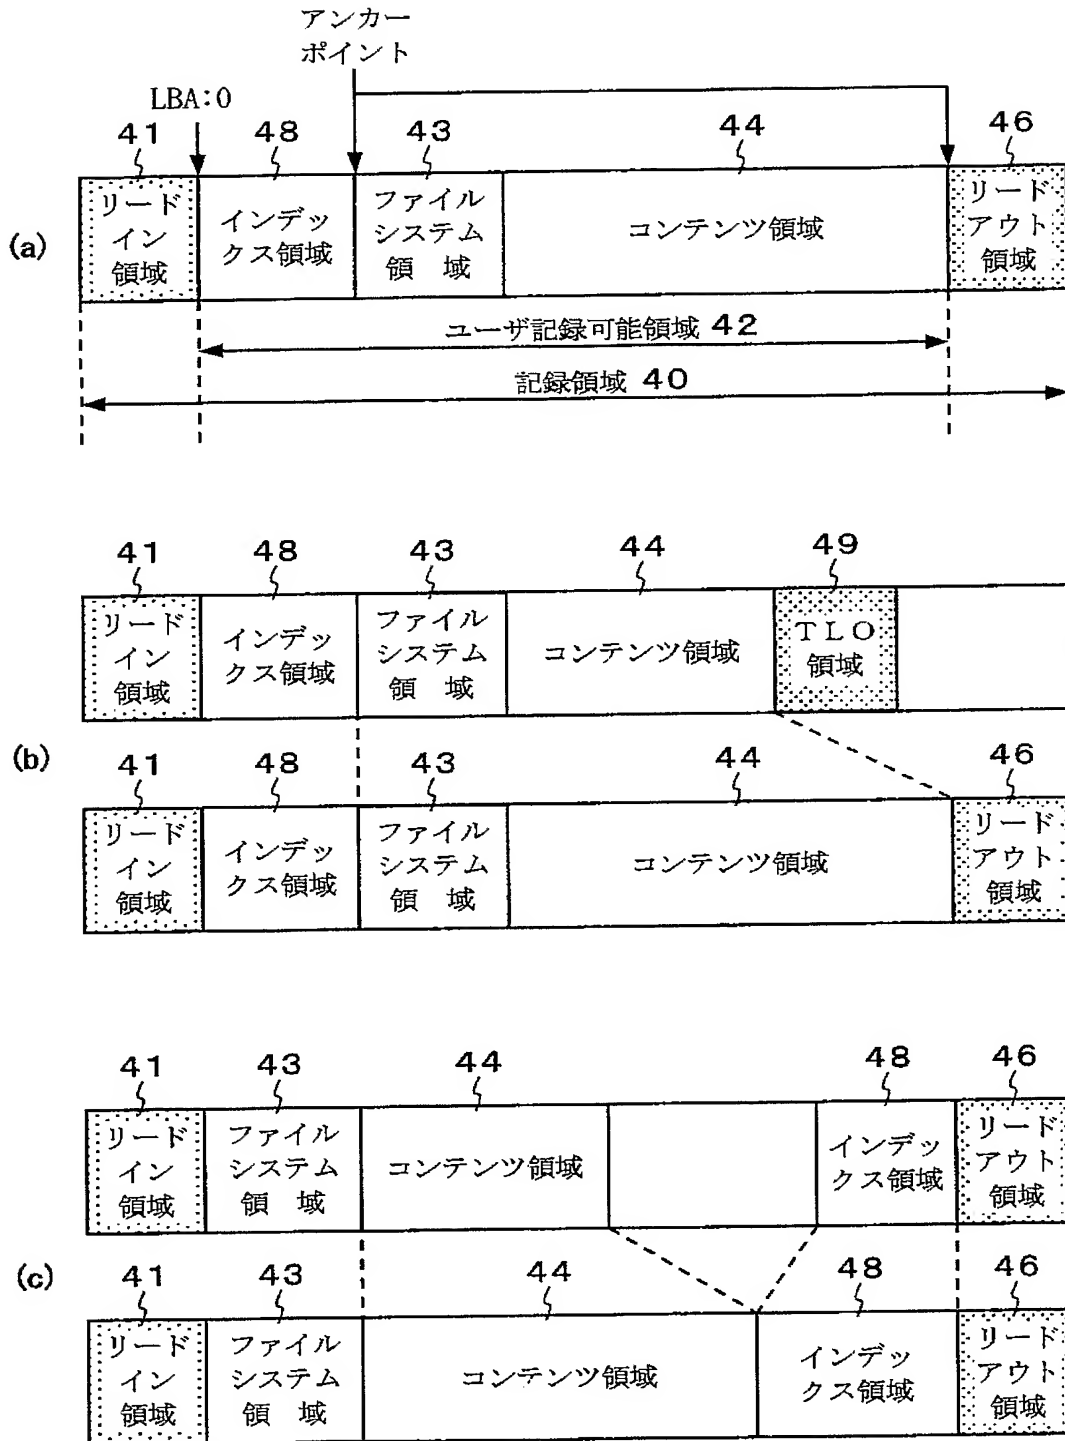 アンカー
ポイント
LBA:0
41 48 43 44 46
(a)
リード
イン
領域
インデッ
クス領域
ファイル
システム
領　域
コンテンツ領域
リード
アウト
領域
ユーザ記録可能領域 42
記録領域 40
41 48 43 44 49
リード
イン
領域
インデッ
クス領域
ファイル
システム
領　域
コンテンツ領域
TLO
領域
(b)
41 48 43 44 46
リード
イン
領域
インデッ
クス領域
ファイル
システム
領　域
コンテンツ領域
リード
アウト
領域
41 43 44 48 46
リード
イン
領域
ファイル
システム
領　域
コンテンツ領域
インデッ
クス領域
リード
アウト
領域
(c)
41 43 44 48 46
リード
イン
領域
ファイル
システム
領　域
コンテンツ領域
インデッ
クス領域
リード
アウト
領域